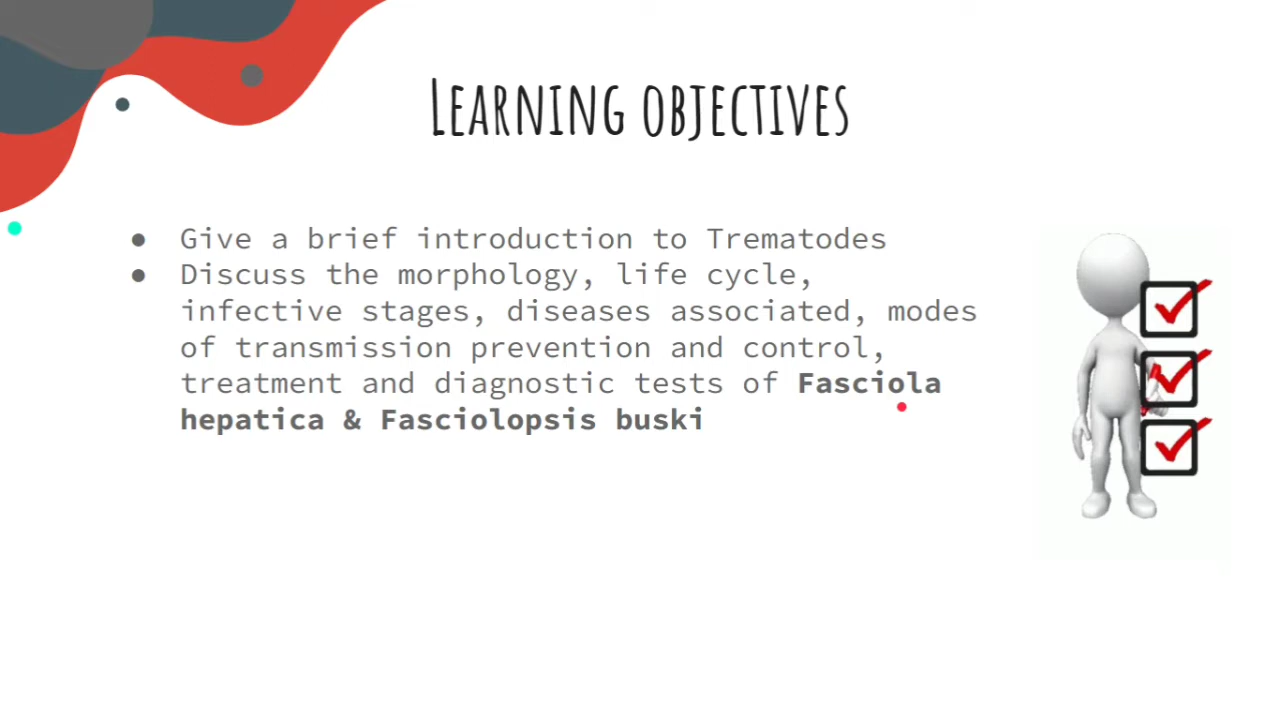 Learning objectives
● Give a brief introduction to Trematodes
● Discuss the morphology, life cycle,
infective stages, diseases associated, modes
of transmission prevention and control,
treatment and diagnostic tests of Fasciola
hepatica & Fasciolopsis buski